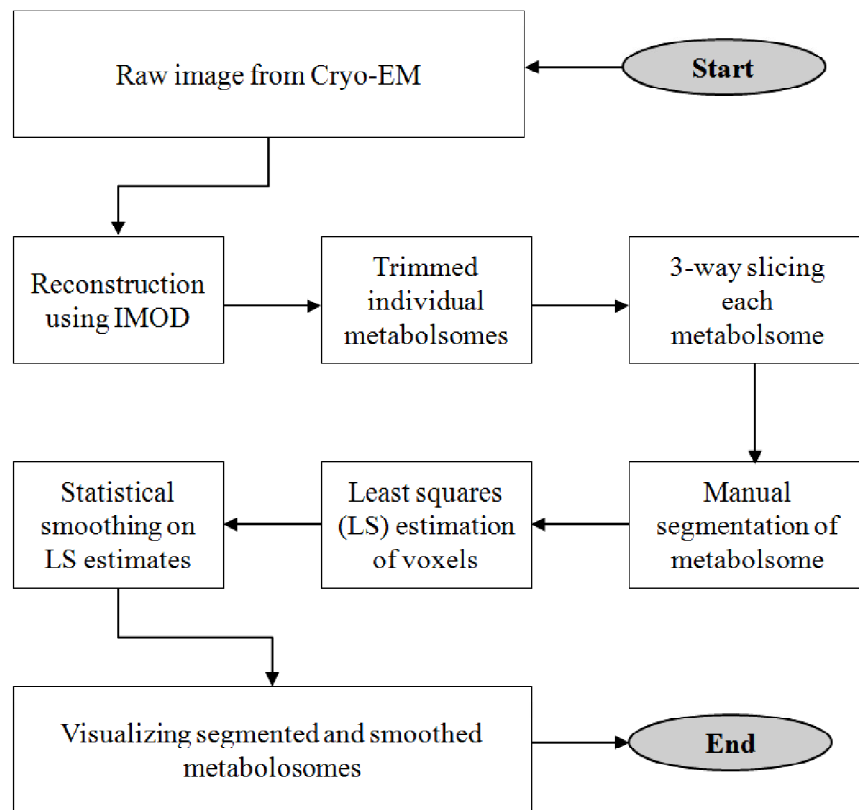 Start
Raw image from Cryo-EM
Reconstruction
using IMOD
Trimmed
individual
metabolsomes
3-way slicing
each
metabolsome
Manual
segmentation of
metabolsome
Least squares
(LS) estimation
of voxels
Statistical
smoothing on
LS estimates
Visualizing segmented and smoothed
metabolosomes
End